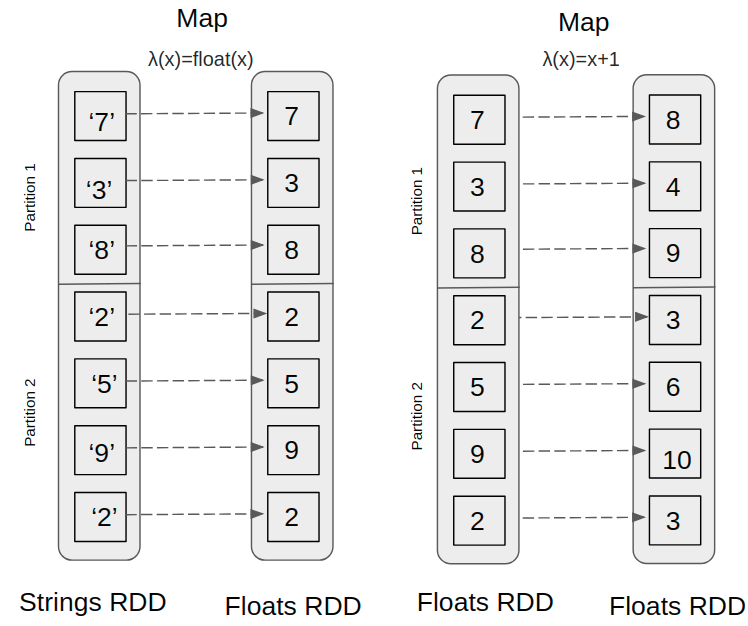 Map
λ(x)=float(x)
Partition 1
‘7’ 7
‘3’ 3
‘8’ 8
Partition 2
‘2’ 2
‘5’ 5
‘9’ 9
‘2’ 2
Strings RDD
Floats RDD
Map
λ(x)=x+1
Partition 1
7 8
3 4
8 9
Partition 2
2 3
5 6
9 10
2 3
Floats RDD
Floats RDD